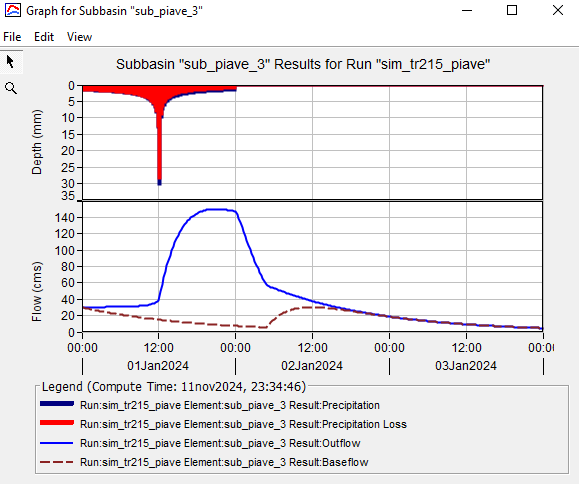 Graph for Subbasin "sub_piave_3"
File Edit View
Subbasin "sub_piave_3" Results for Run "sim_tr215_piave"
Depth (mm)
0
5
10
15
20
25
30
35
Flow (cms)
140
120
100
80
60
40
20
0
00:00 12:00 00:00 12:00 00:00 12:00 00:00
01Jan2024 02Jan2024 03Jan2024
Legend (Compute Time: 11nov2024, 23:34:46)
Run:sim_tr215_piave Element:sub_piave_3 Result:Precipitation
Run:sim_tr215_piave Element:sub_piave_3 Result:Precipitation Loss
Run:sim_tr215_piave Element:sub_piave_3 Result:Outflow
Run:sim_tr215_piave Element:sub_piave_3 Result:Baseflow